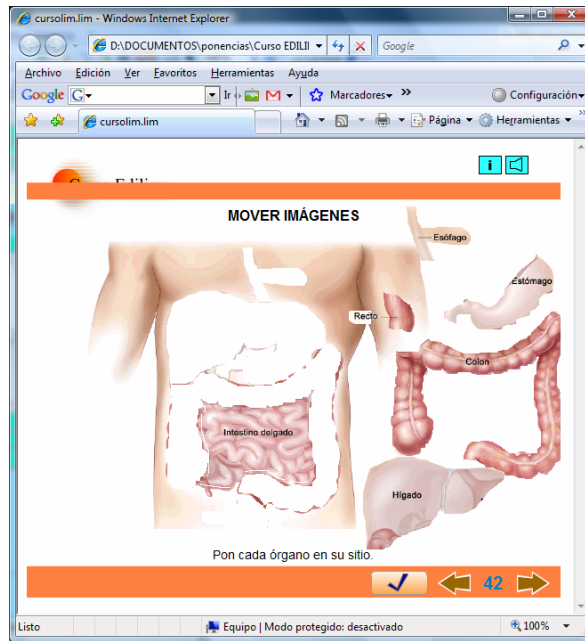 cursolim.lim - Windows Internet Explorer
D:\DOCUMENTOS\ponencias\Curso EDILI
Google
Archivo Edición Ver Favoritos Herramientas Ayuda
Google G Ir Marcadores » Configuración
cursolim.lim Página Herramientas »
i
MOVER IMÁGENES
Esófago
Estómago
Recto
Colon
Intestino delgado
Hígado
Pon cada órgano en su sitio.
42
Listo Equipo | Modo protegido: desactivado 100%